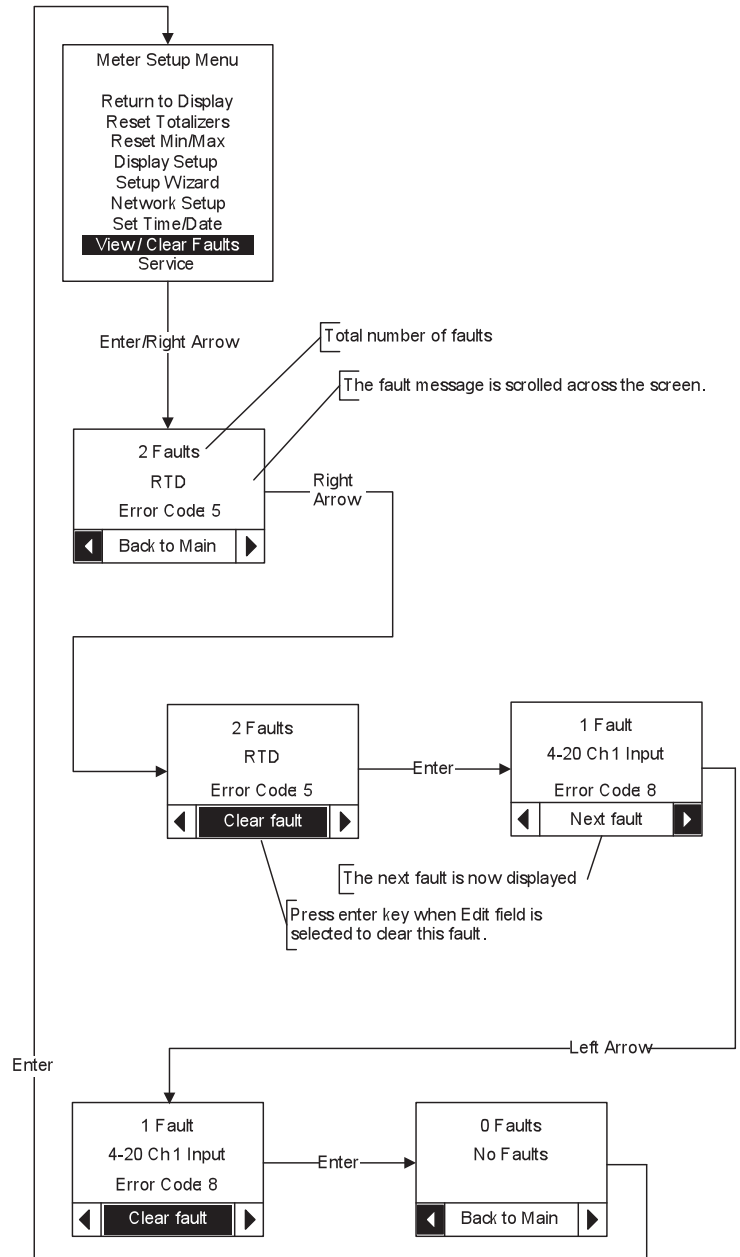 Meter Setup Menu
Return to Display
Reset Totalizers
Reset Min/Max
Display Setup
Setup Wizard
Network Setup
Set Time/Date
View / Clear Faults
Service
Enter/Right Arrow
Total number of faults
The fault message is scrolled across the screen.
2 Faults
RTD
Error Code: 5
Back to Main
Right
Arrow
2 Faults
RTD
Error Code: 5
Clear fault
Enter
1 Fault
4-20 Ch 1 Input
Error Code: 8
Next fault
The next fault is now displayed
Press enter key when Edit field is
selected to clear this fault.
Left Arrow
Enter
1 Fault
4-20 Ch 1 Input
Error Code: 8
Clear fault
Enter
0 Faults
No Faults
Back to Main